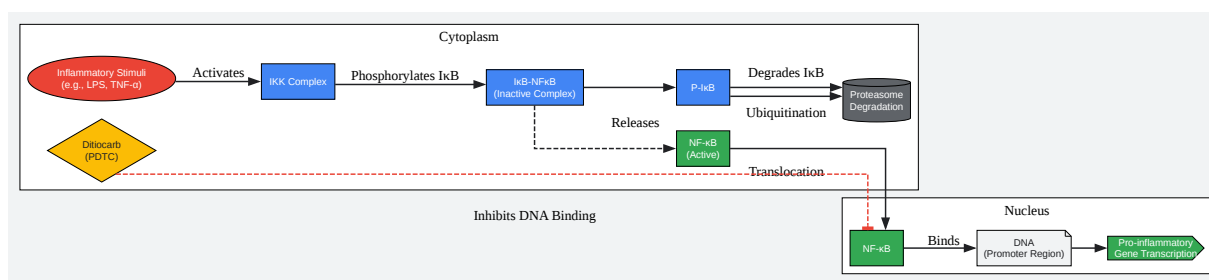 Cytoplasm
Inflammatory Stimuli
(e.g., LPS, TNF-α)
Activates
IKK Complex
Phosphorylates IκB
IκB-NFκB
(Inactive Complex)
P-IκB
Degrades IκB
Ubiquitination
Proteasome
Degradation
Ditiocarb
(PDTC)
Releases
NF-κB
(Active)
Translocation
Inhibits DNA Binding
Nucleus
NF-κB
Binds
DNA
(Promoter Region)
Pro-inflammatory
Gene Transcription